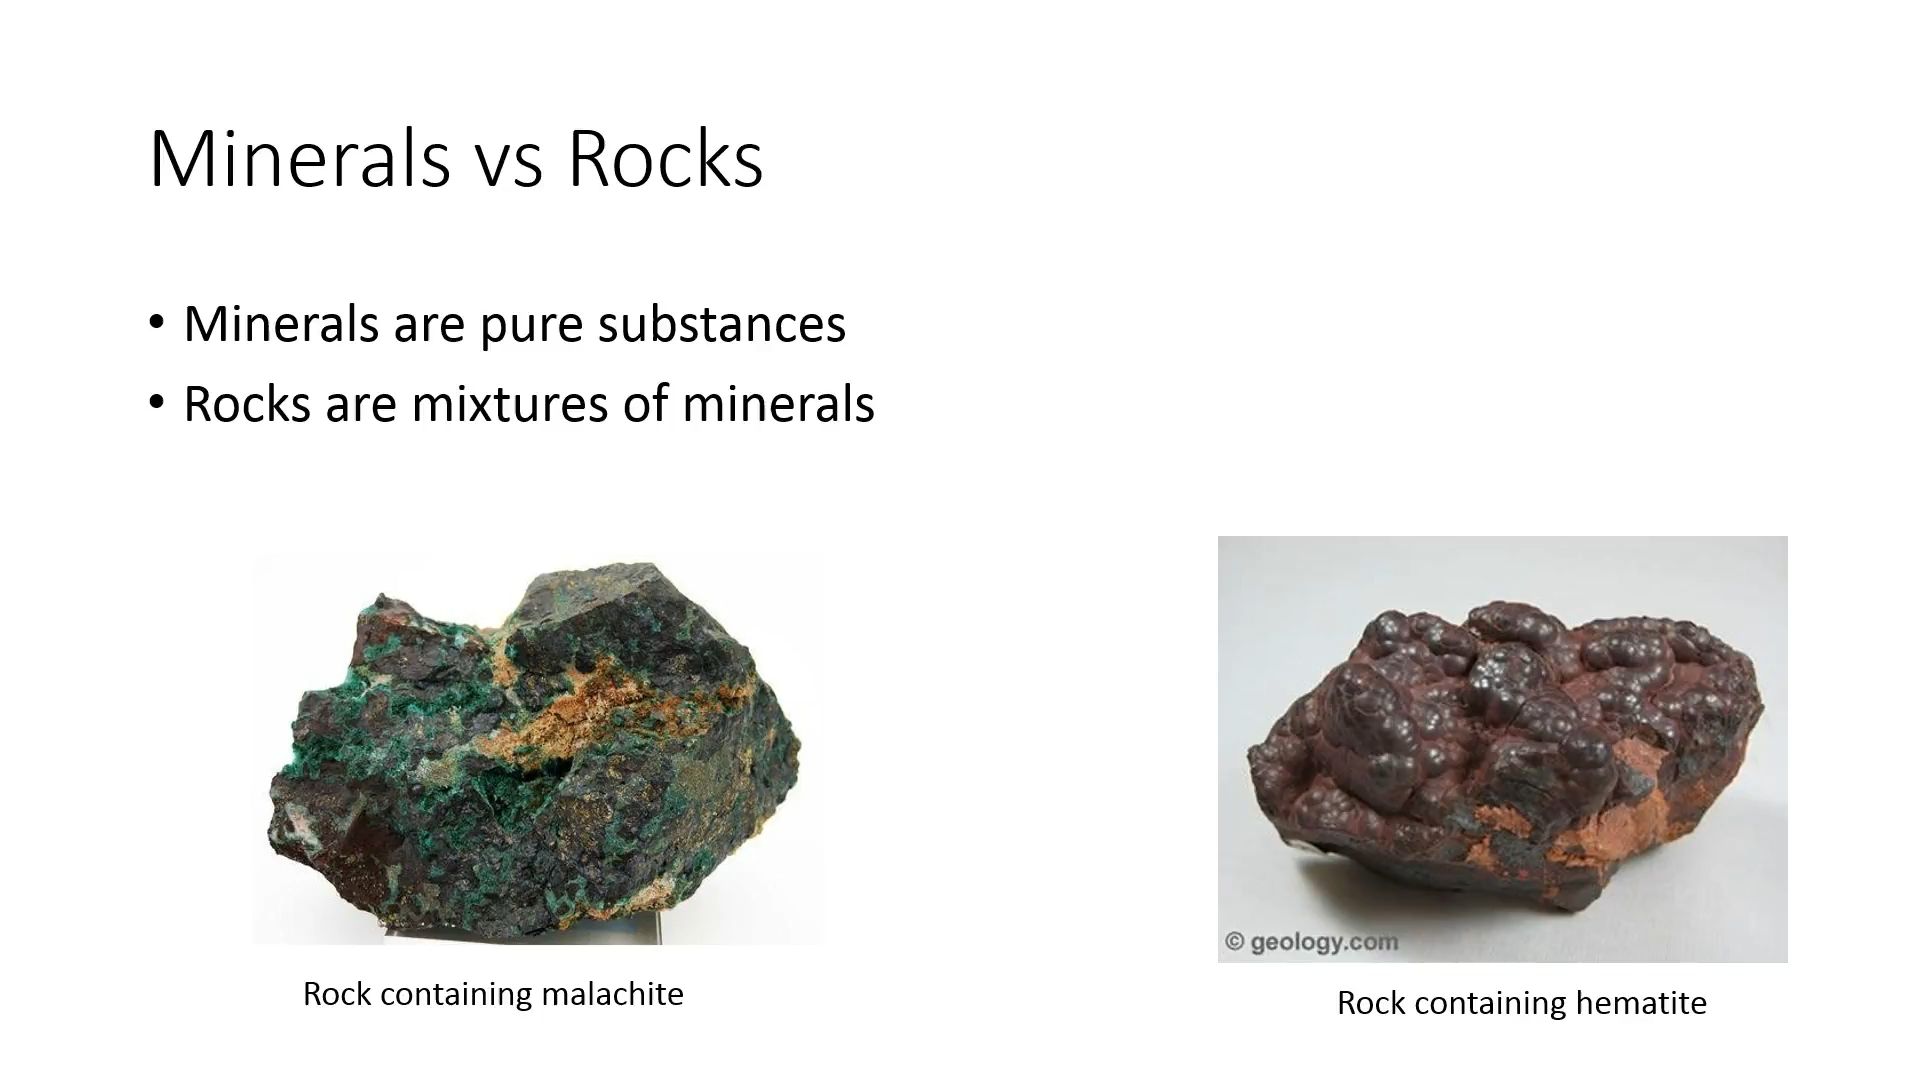 Minerals vs Rocks
• Minerals are pure substances
• Rocks are mixtures of minerals
© geology.com
Rock containing malachite
Rock containing hematite